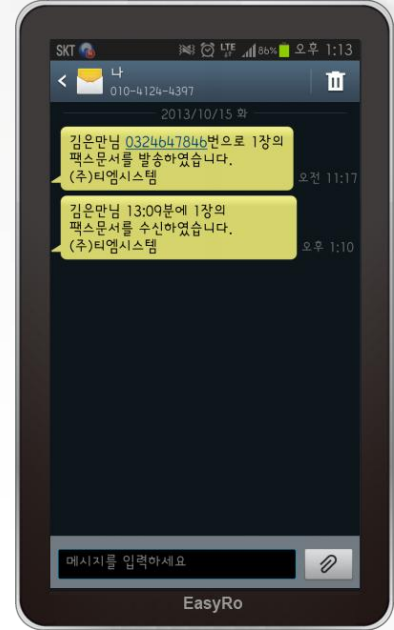 SKT LTE 86% 오후 1:13
나
010-4124-4397
2013/10/15 화
김은만님 0324647846번으로 1장의
팩스문서를 발송하였습니다.
(주)티엠시스템
오전 11:17
김은만님 13:09분에 1장의
팩스문서를 수신하였습니다.
(주)티엠시스템
오후 1:10
메시지를 입력하세요
EasyRo